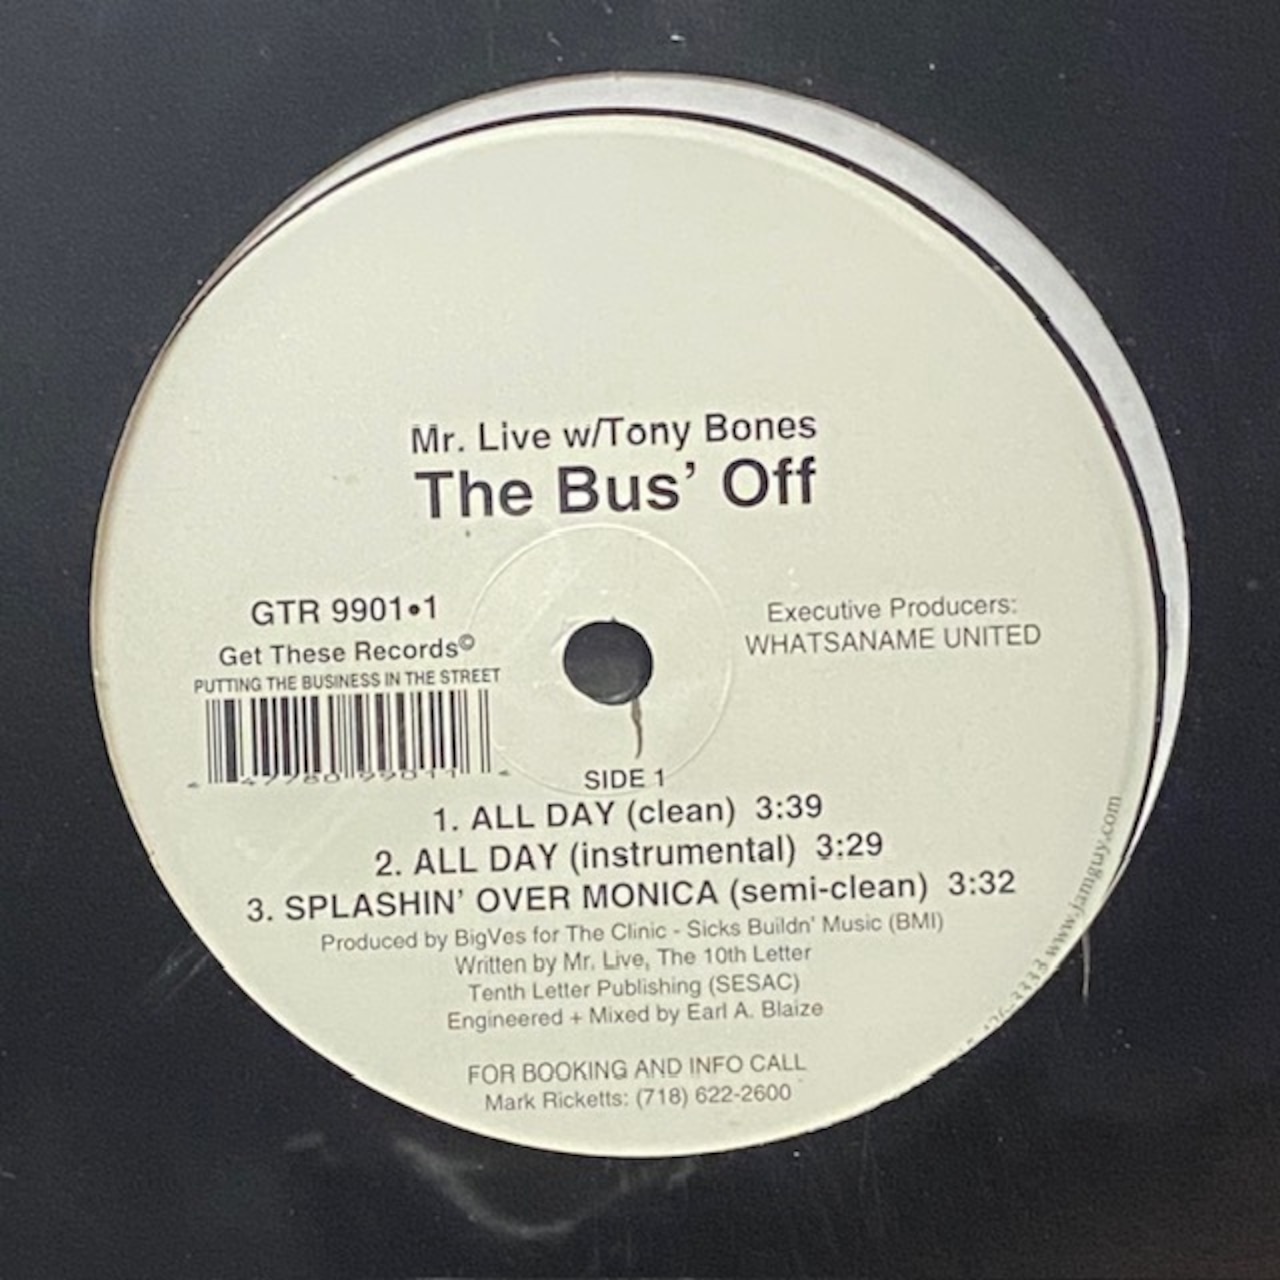 Mr. Live w/Tony Bones
The Bus' Off
GTR 9901•1
Get These Records©
PUTTING THE BUSINESS IN THE STREET
Executive Producers:
WHATSANAME UNITED
SIDE 1
1. ALL DAY (clean) 3:39
2. ALL DAY (instrumental) 3:29
3. SPLASHIN' OVER MONICA (semi-clean) 3:32
Produced by BigVes for The Clinic - Sicks Buildn' Music (BMI)
Written by Mr. Live, The 10th Letter
Tenth Letter Publishing (SESAC)
Engineered + Mixed by Earl A. Blaize
FOR BOOKING AND INFO CALL
Mark Ricketts: (718) 622-2600
www.jamguy.com